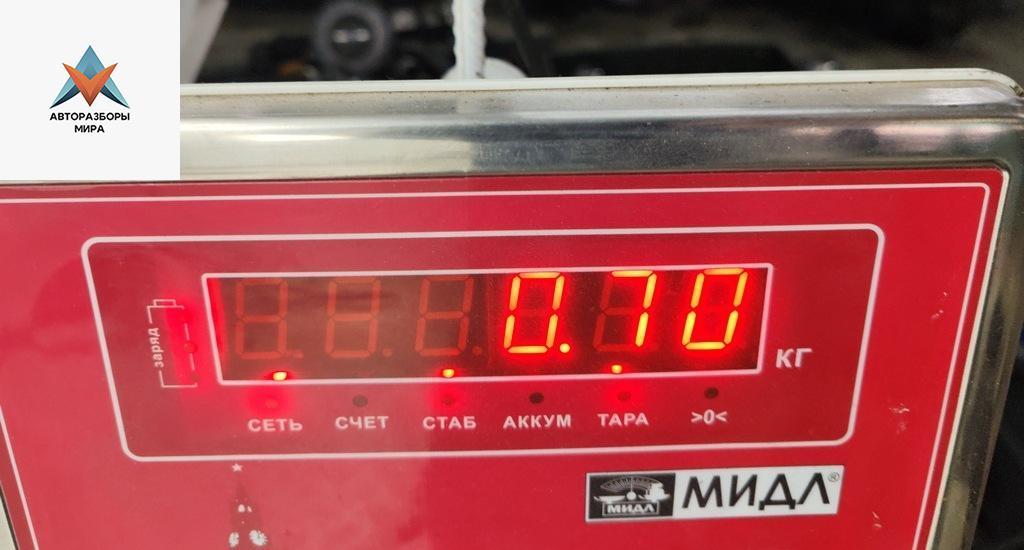 АВТОРАЗБОРЫ
МИРА
заряд
0.70
КГ
СЕТЬ СЧЕТ СТАБ АККУМ ТАРА >0<
МИДЛ МИДЛ®